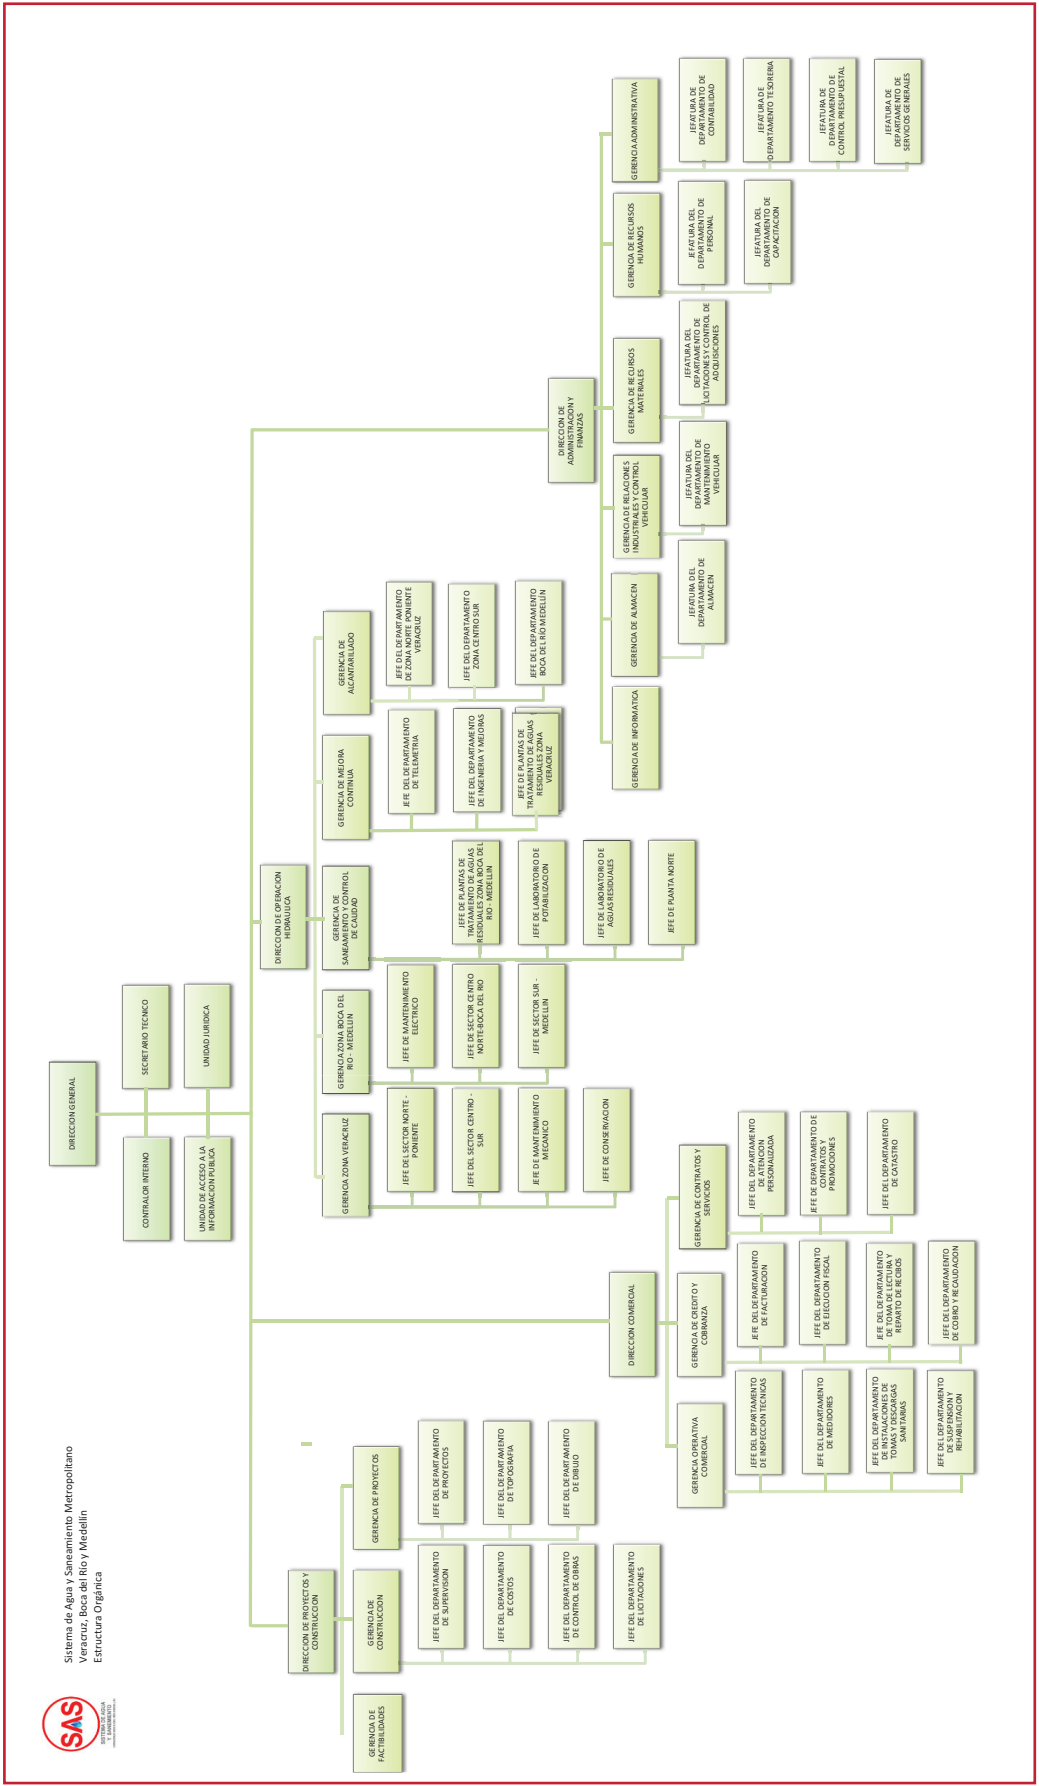 SAS
SISTEMA DE AGUA
Y SANEAMIENTO
Sistema de Agua y Saneamiento Metropolitano
Veracruz, Boca del Río y Medellín
Estructura Orgánica
DIRECCION GENERAL
CONTRALOR INTERNO
SECRETARIO TECNICO
UNIDAD DE ACCESO A LA
INFORMACION PUBLICA
UNIDAD JURIDICA
DIRECCION DE PROYECTOS Y
CONSTRUCCION
GERENCIA DE
FACTIBILIDADES
GERENCIA DE
CONSTRUCCION
JEFE DEL DEPARTAMENTO
DE SUPERVISION
JEFE DEL DEPARTAMENTO
DE COSTOS
JEFE DEL DEPARTAMENTO
DE CONTROL DE OBRAS
JEFE DEL DEPARTAMENTO
DE LICITACIONES
GERENCIA DE PROYECTOS
JEFE DEL DEPARTAMENTO
DE PROYECTOS
JEFE DEL DEPARTAMENTO
DE TOPOGRAFIA
JEFE DEL DEPARTAMENTO
DE DIBUJO
DIRECCION COMERCIAL
GERENCIA OPERATIVA
COMERCIAL
JEFE DEL DEPARTAMENTO
DE INSPECCION TECNICAS
JEFE DEL DEPARTAMENTO
DE MEDIDORES
JEFE DEL DEPARTAMENTO
DE INSTALACIONES DE
TOMAS Y DESCARGAS
SANITARIAS
JEFE DEL DEPARTAMENTO
DE SUSPENSION Y
REHABILITACION
GERENCIA DE CREDITO Y
COBRANZA
JEFE DEL DEPARTAMENTO
DE FACTURACION
JEFE DEL DEPARTAMENTO
DE EJECUCION FISCAL
JEFE DEL DEPARTAMENTO
DE TOMA DE LECTURA Y
REPARTO DE RECIBOS
JEFE DEL DEPARTAMENTO
DE COBRO Y RECAUDACION
GERENCIA DE CONTRATOS Y
SERVICIOS
JEFE DEL DEPARTAMENTO
DE ATENCION
PERSONALIZADA
JEFE DE DEPARTAMENTO DE
CONTRATOS Y
PROMOCIONES
JEFE DEL DEPARTAMENTO
DE CATASTRO
DIRECCION DE OPERACION
HIDRAULICA
GERENCIA ZONA VERACRUZ
JEFE DEL SECTOR NORTE -
PONIENTE
JEFE DEL SECTOR CENTRO -
SUR
JEFE DE MANTENIMIENTO
MECANICO
JEFE DE CONSERVACION
GERENCIA ZONA BOCA DEL
RIO - MEDELLIN
JEFE DE MANTENIMIENTO
ELECTRICO
JEFE DE SECTOR CENTRO
NORTE-BOCA DEL RIO
JEFE DE SECTOR SUR -
MEDELLIN
GERENCIA DE
SANEAMIENTO Y CONTROL
DE CALIDAD
JEFE DE PLANTAS DE
TRATAMIENTO DE AGUAS
RESIDUALES ZONA BOCA DEL
RIO - MEDELLIN
JEFE DE LABORATORIO DE
POTABILIZACION
JEFE DE LABORATORIO DE
AGUAS RESIDUALES
JEFE DE PLANTA NORTE
GERENCIA DE MEJORA
CONTINUA
JEFE DEL DEPARTAMENTO
DE TELEMETRIA
JEFE DEL DEPARTAMENTO
DE INGENIERIA Y MEJORAS
JEFE DE PLANTAS DE
TRATAMIENTO DE AGUAS
RESIDUALES ZONA
VERACRUZ
GERENCIA DE
ALCANTARILLADO
JEFE DEL DEPARTAMENTO
DE ZONA NORTE PONIENTE
VERACRUZ
JEFE DEL DEPARTAMENTO
ZONA CENTRO SUR
JEFE DEL DEPARTAMENTO
BOCA DEL RÍO MEDELLÍN
DIRECCION DE
ADMINISTRACION Y
FINANZAS
GERENCIA DE INFORMATICA
GERENCIA DE ALMACEN
JEFATURA DEL
DEPARTAMENTO DE
ALMACEN
GERENCIA DE RELACIONES
INDUSTRIALES Y CONTROL
VEHICULAR
JEFATURA DEL
DEPARTAMENTO DE
MANTENIMIENTO
VEHICULAR
GERENCIA DE RECURSOS
MATERIALES
JEFATURA DEL
DEPARTAMENTO DE
LICITACIONES Y CONTROL DE
ADQUISICIONES
GERENCIA DE RECURSOS
HUMANOS
JEFATURA DEL
DEPARTAMENTO DE
PERSONAL
JEFATURA DEL
DEPARTAMENTO DE
CAPACITACION
GERENCIA ADMINISTRATIVA
JEFATURA DE
DEPARTAMENTO DE
CONTABILIDAD
JEFATURA DE
DEPARTAMENTO TESORERIA
JEFATURA DE
DEPARTAMENTO DE
CONTROL PRESUPUESTAL
JEFATURA DE
DEPARTAMENTO DE
SERVICIOS GENERALES